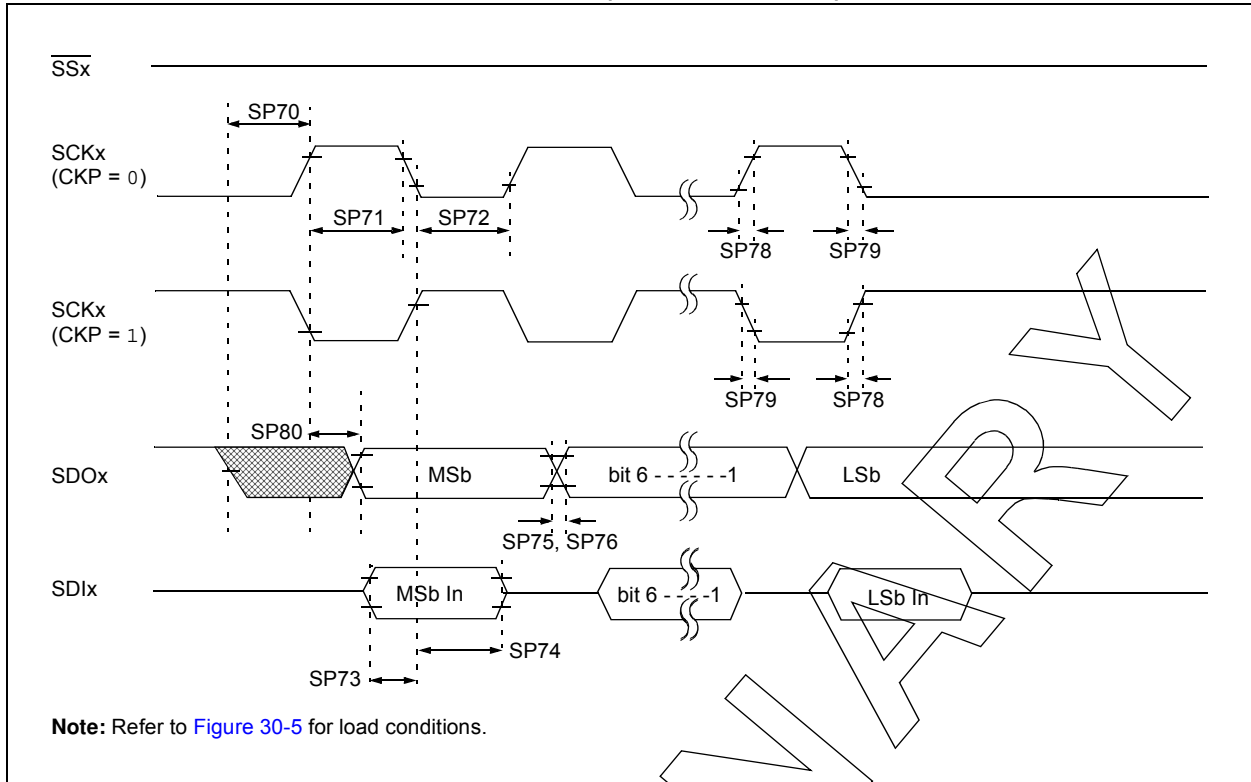 SSx
SP70
SCKx
(CKP = 0)
SP71
SP72
SP78
SP79
SCKx
(CKP = 1)
SP79
SP78
SP80
SDOx
MSb
bit 6 - - - - - -1
LSb
SP75, SP76
SDIx
MSb In
bit 6 - - - -1
LSb In
SP74
SP73
Note: Refer to Figure 30-5 for load conditions.
V A R Y